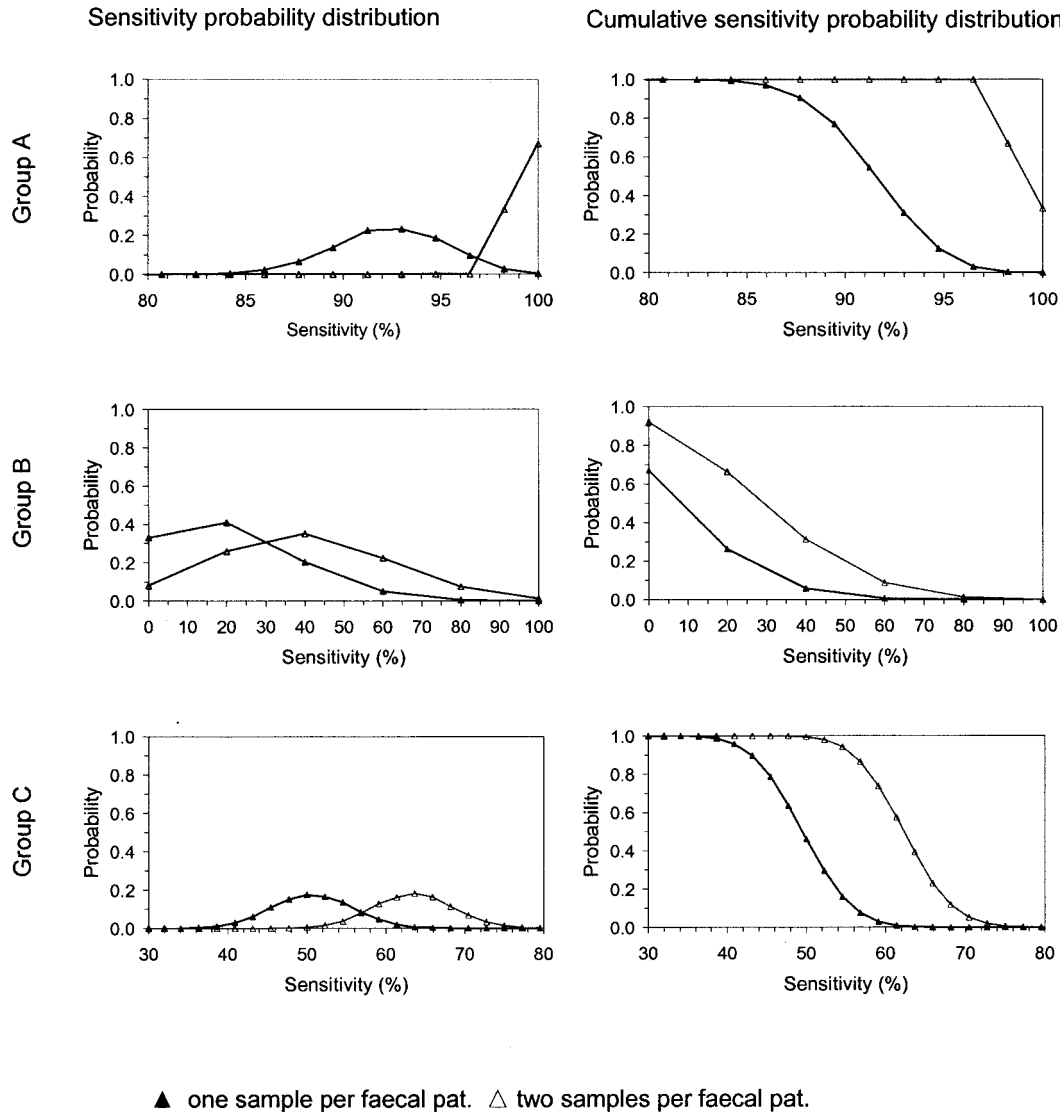 Sensitivity probability distribution
Cumulative sensitivity probability distribution
Group A
Probability
1.0
0.8
0.6
0.4
0.2
0.0
80 85 90 95 100
Sensitivity (%)
Probability
1.0
0.8
0.6
0.4
0.2
0.0
80 85 90 95 100
Sensitivity (%)
Group B
Probability
1.0
0.8
0.6
0.4
0.2
0.0
0 10 20 30 40 50 60 70 80 90 100
Sensitivity (%)
Probability
1.0
0.8
0.6
0.4
0.2
0.0
0 10 20 30 40 50 60 70 80 90 100
Sensitivity (%)
Group C
Probability
1.0
0.8
0.6
0.4
0.2
0.0
30 40 50 60 70 80
Sensitivity (%)
Probability
1.0
0.8
0.6
0.4
0.2
0.0
30 40 50 60 70 80
Sensitivity (%)
▲ one sample per faecal pat. △ two samples per faecal pat.